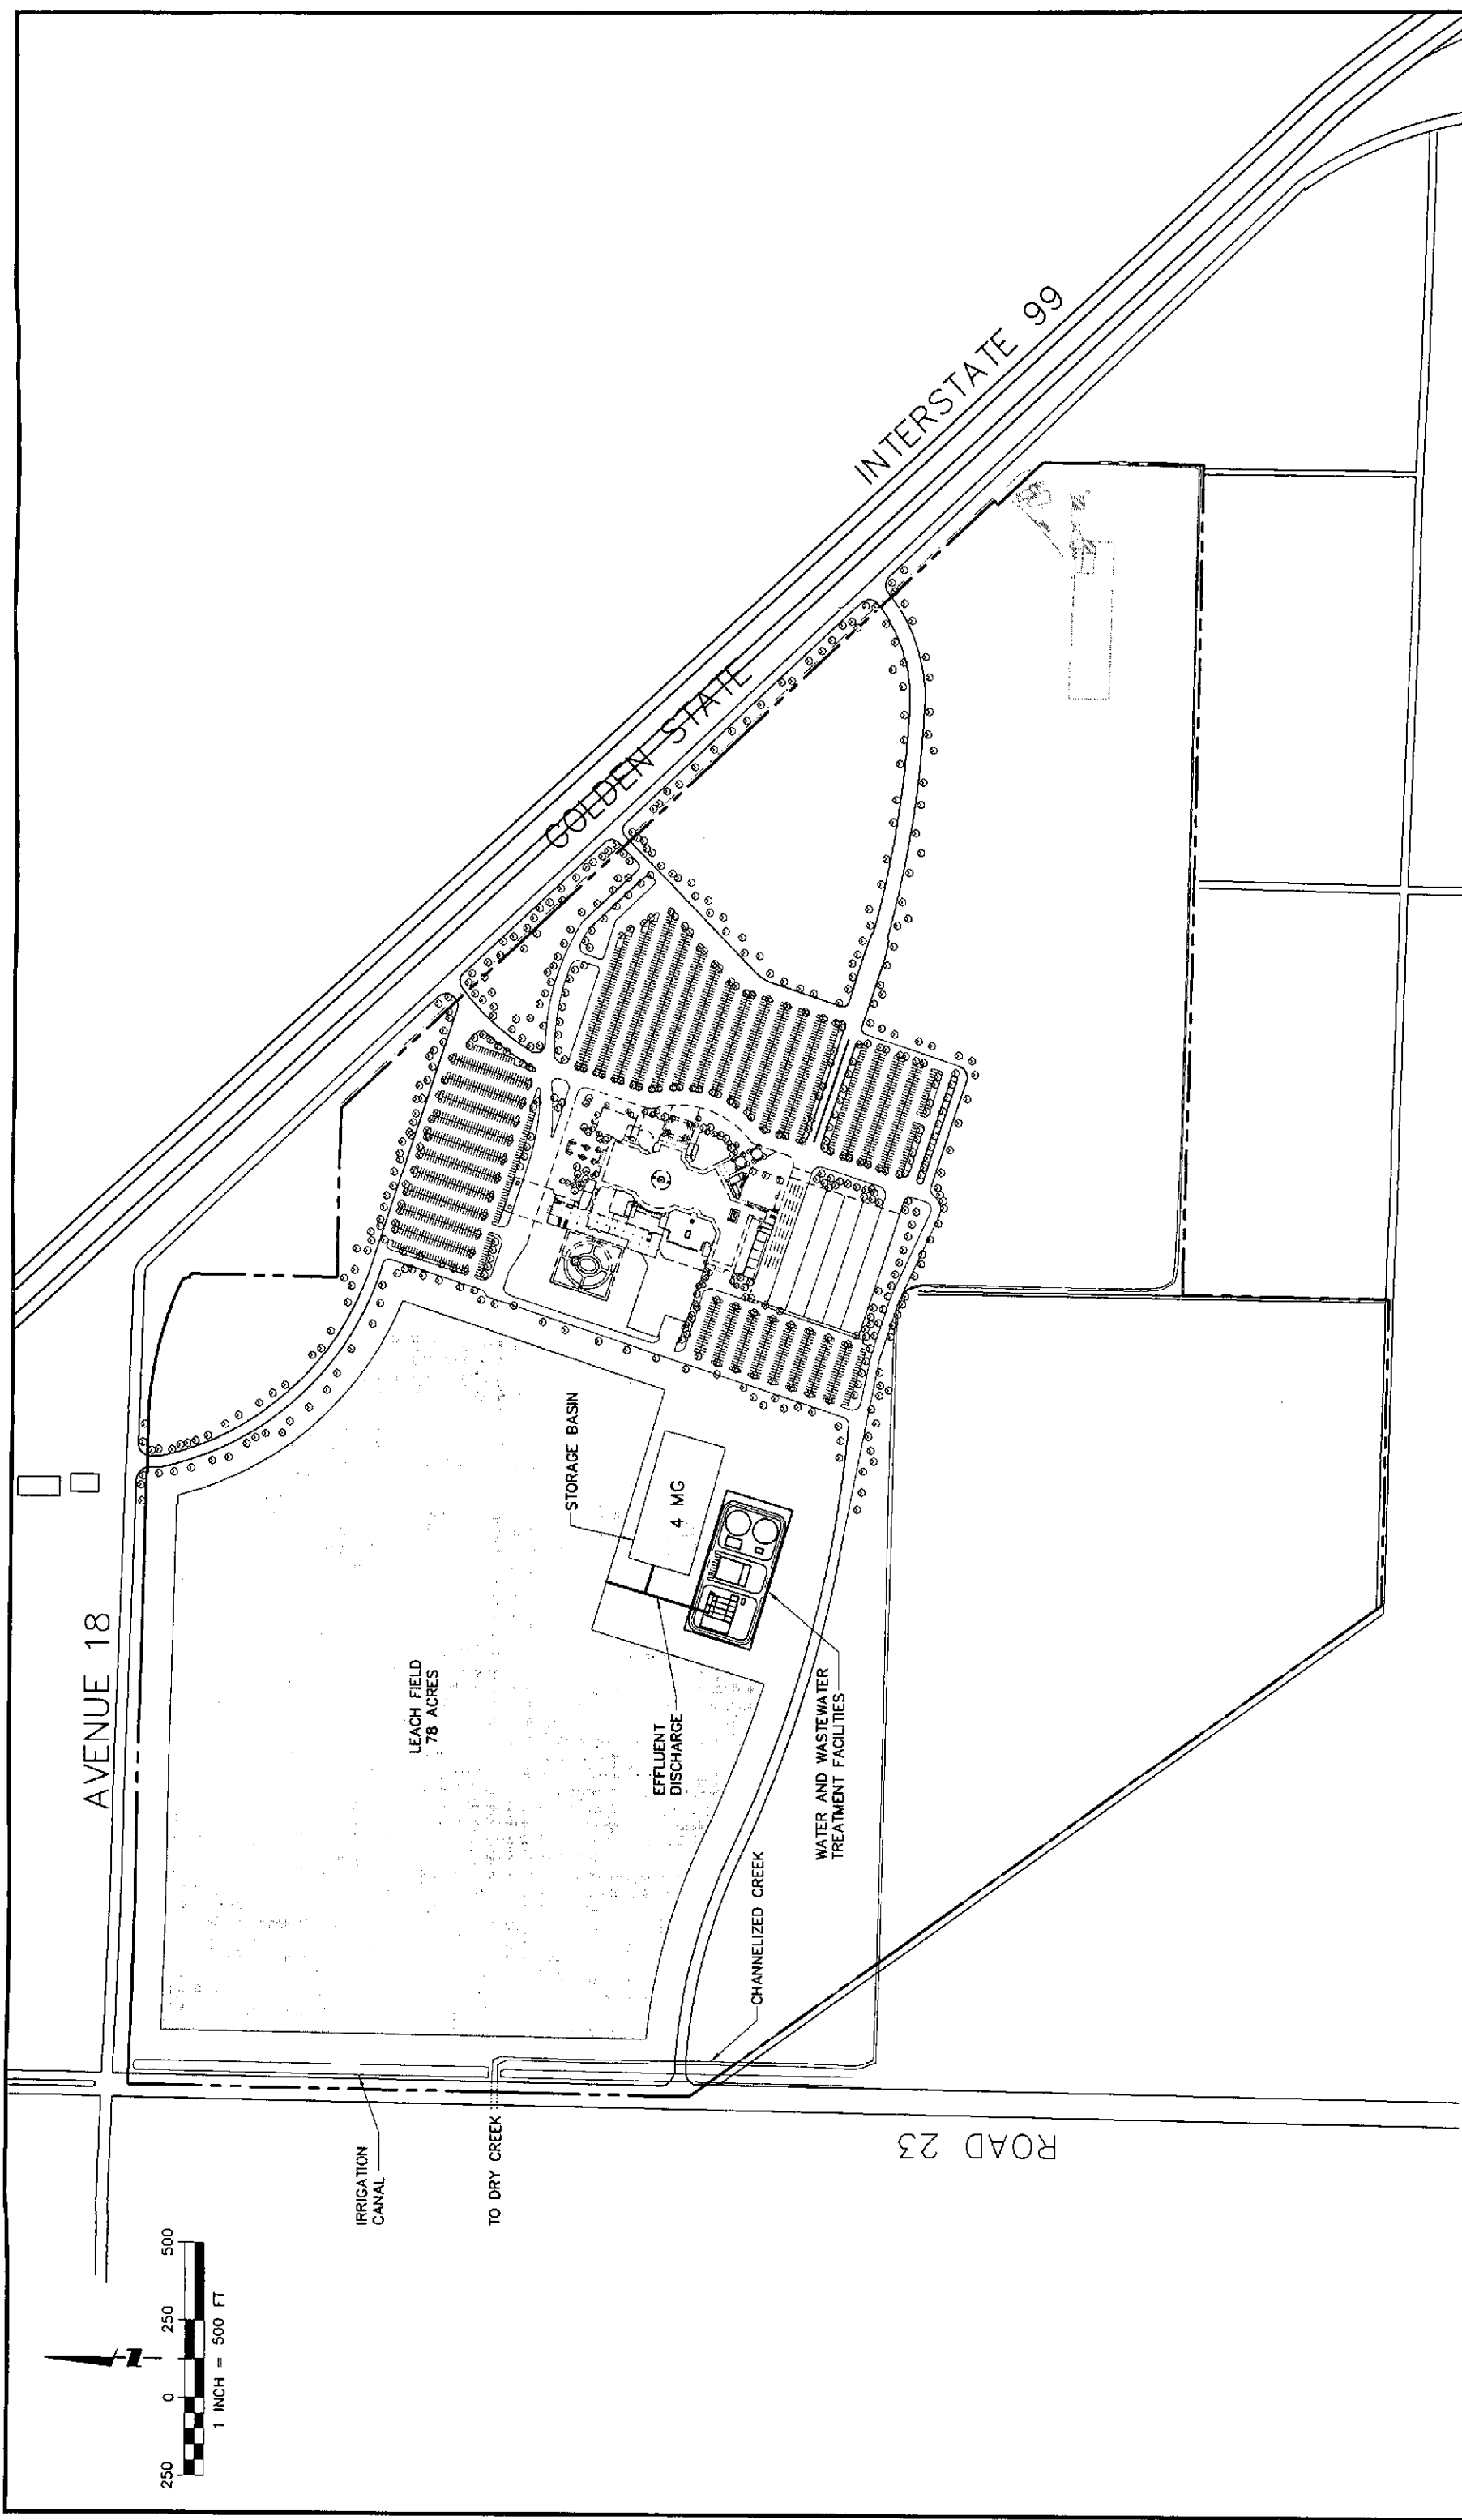 AVENUE 18
GOLDEN STATE
INTERSTATE 99
LEACH FIELD
78 ACRES
STORAGE BASIN
4 MG
EFFLUENT
DISCHARGE
WATER AND WASTEWATER
TREATMENT FACILITIES
CHANNELIZED CREEK
IRRIGATION
CANAL
TO DRY CREEK
ROAD 23
N
250 0 250 500
1 INCH = 500 FT